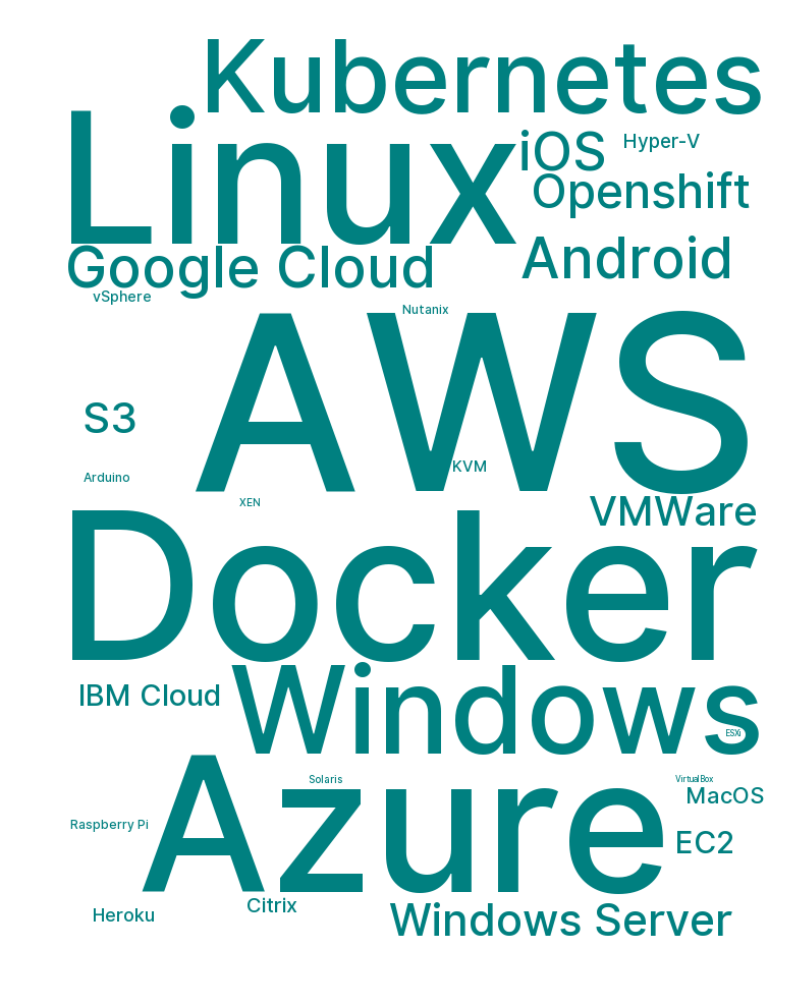 Kubernetes
Linux
iOS
Hyper-V
Openshift
Google Cloud
Android
vSphere
Nutanix
AWS
S3
KVM
Arduino
XEN
VMWare
Docker
IBM Cloud
Windows
ESXi
Solaris
VirtualBox
MacOS
Azure
Raspberry Pi
EC2
Heroku
Citrix
Windows Server